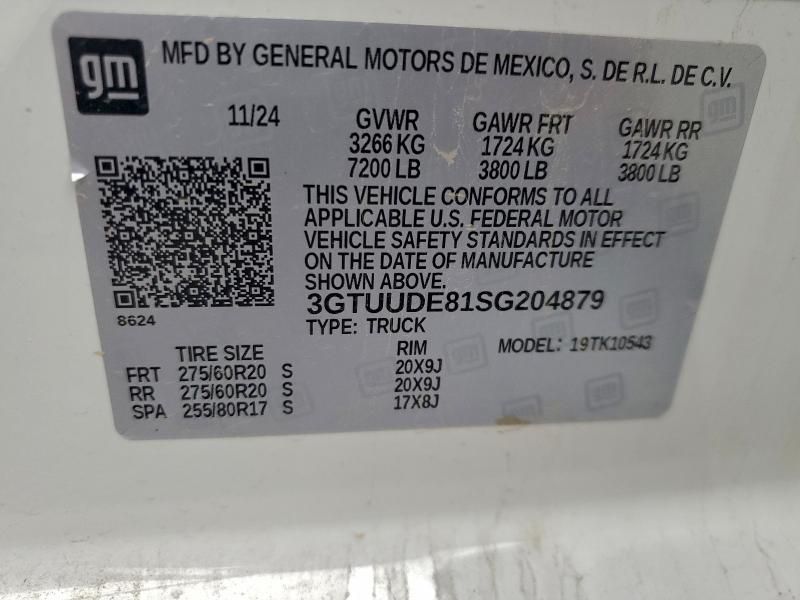 gm
MFD BY GENERAL MOTORS DE MEXICO, S. DE R.L. DE C.V.
11/24 GVWR GAWR FRT GAWR RR
3266 KG 1724 KG 1724 KG
7200 LB 3800 LB 3800 LB
THIS VEHICLE CONFORMS TO ALL
APPLICABLE U.S. FEDERAL MOTOR
VEHICLE SAFETY STANDARDS IN EFFECT
ON THE DATE OF MANUFACTURE
SHOWN ABOVE.
8624
3GTUUDE81SG204879
TYPE: TRUCK
TIRE SIZE RIM MODEL: 19TK10543
FRT 275/60R20 S 20X9J
RR 275/60R20 S 20X9J
SPA 255/80R17 S 17X8J